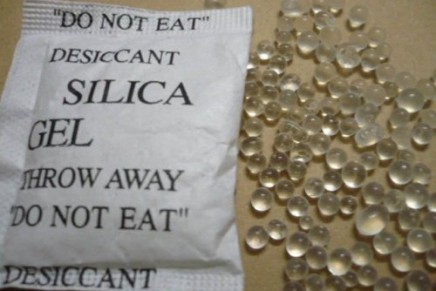 "DO NOT EAT"
DESICCANT
SILICA
GEL
THROW AWAY
"DO NOT EAT"
DESICCANT